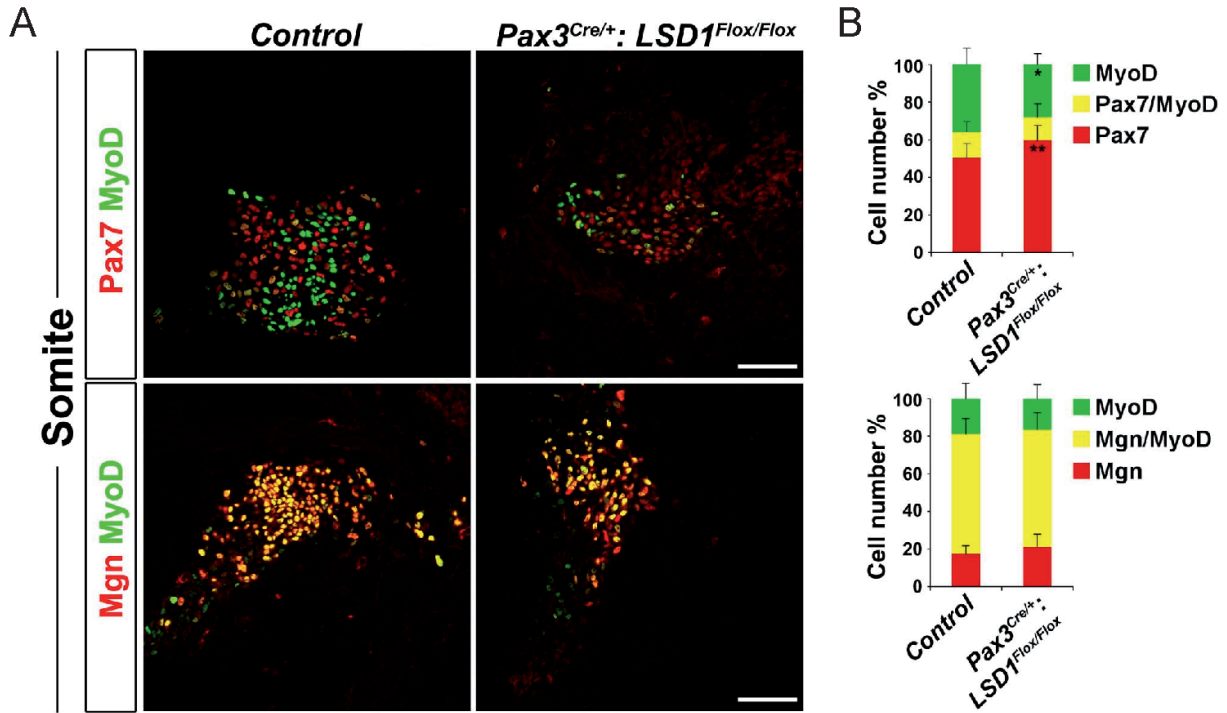 A
Control
Pax3Cre/+: LSD1Flox/Flox
Somite
Pax7 MyoD
Mgn MyoD
B
Cell number %
100
80
60
40
20
0
*
**
MyoD
Pax7/MyoD
Pax7
Control
Pax3Cre/+:
LSD1Flox/Flox
Cell number %
100
80
60
40
20
0
MyoD
Mgn/MyoD
Mgn
Control
Pax3Cre/+:
LSD1Flox/Flox